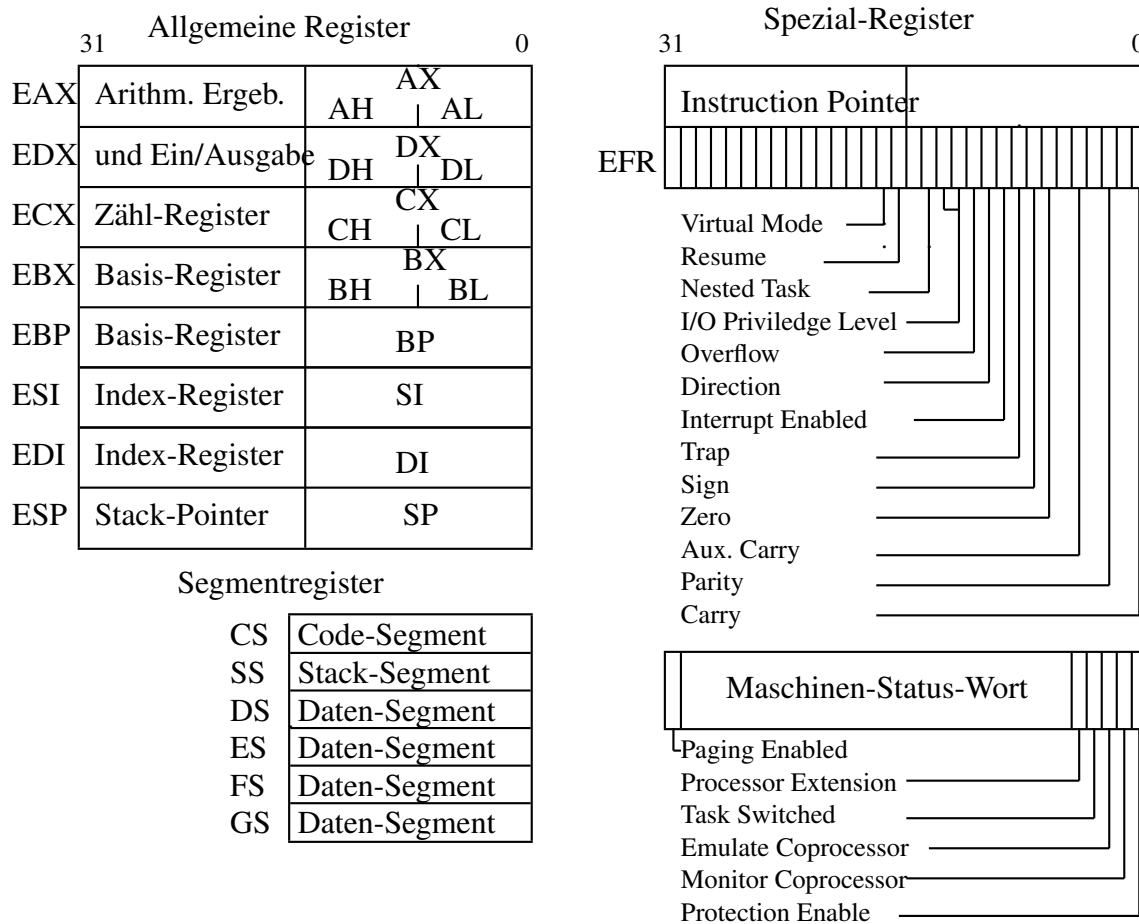 Allgemeine Register
31 0
EAX Arithm. Ergeb. AX
AH AL
EDX und Ein/Ausgabe DX
DH DL
ECX Zähl-Register CX
CH CL
EBX Basis-Register BX
BH BL
EBP Basis-Register BP
ESI Index-Register SI
EDI Index-Register DI
ESP Stack-Pointer SP
Segmentregister
CS Code-Segment
SS Stack-Segment
DS Daten-Segment
ES Daten-Segment
FS Daten-Segment
GS Daten-Segment
Spezial-Register
31 0
Instruction Pointer
EFR
Virtual Mode
Resume
Nested Task
I/O Priviledge Level
Overflow
Direction
Interrupt Enabled
Trap
Sign
Zero
Aux. Carry
Parity
Carry
Maschinen-Status-Wort
Paging Enabled
Processor Extension
Task Switched
Emulate Coprocessor
Monitor Coprocessor
Protection Enable